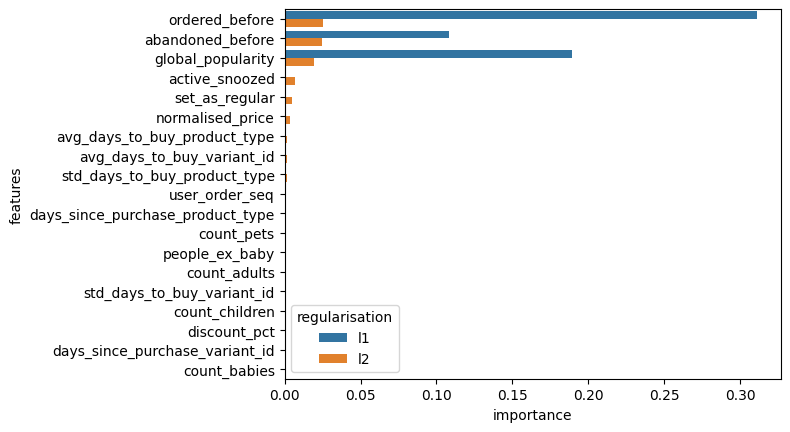 ordered_before
abandoned_before
global_popularity
active_snoozed
set_as_regular
normalised_price
avg_days_to_buy_product_type
avg_days_to_buy_variant_id
std_days_to_buy_product_type
user_order_seq
days_since_purchase_product_type
count_pets
people_ex_baby
count_adults
std_days_to_buy_variant_id
count_children
discount_pct
days_since_purchase_variant_id
count_babies
features
regularisation
l1
l2
0.00 0.05 0.10 0.15 0.20 0.25 0.30
importance